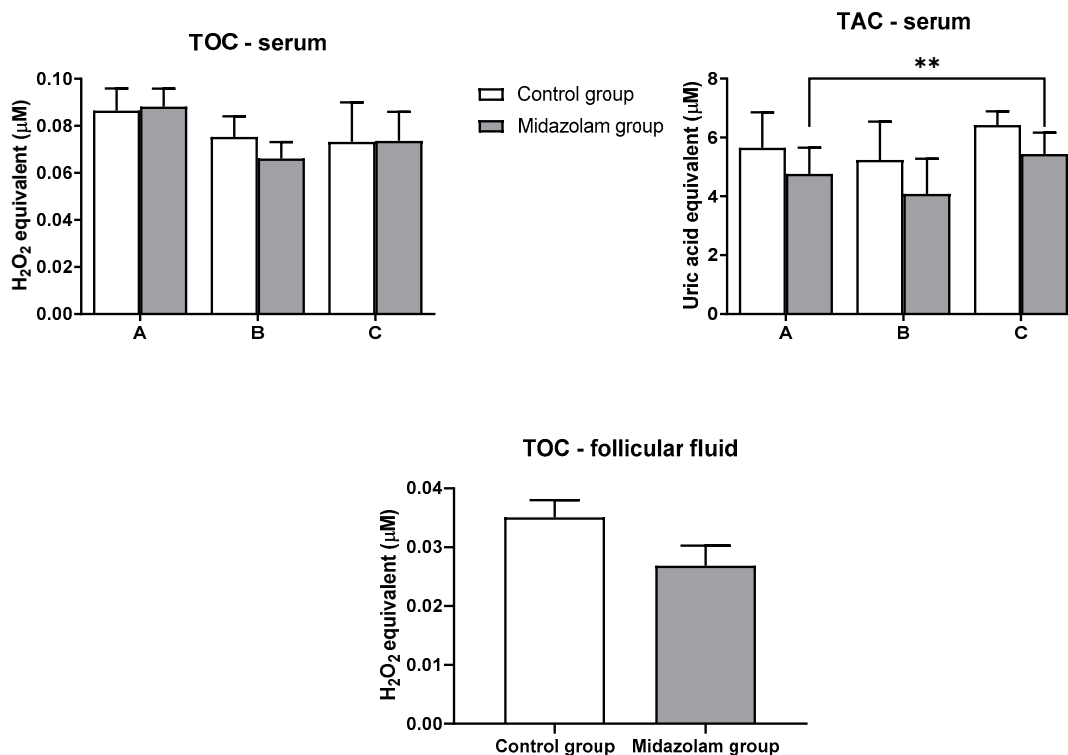 TOC - serum
H₂O₂ equivalent (μM)
0.10
0.08
0.06
0.04
0.02
0.00
A
B
C
Control group
Midazolam group
TAC - serum
**
Uric acid equivalent (μM)
8
6
4
2
0
A
B
C
TOC - follicular fluid
H₂O₂ equivalent (μM)
0.04
0.03
0.02
0.01
0.00
Control group
Midazolam group